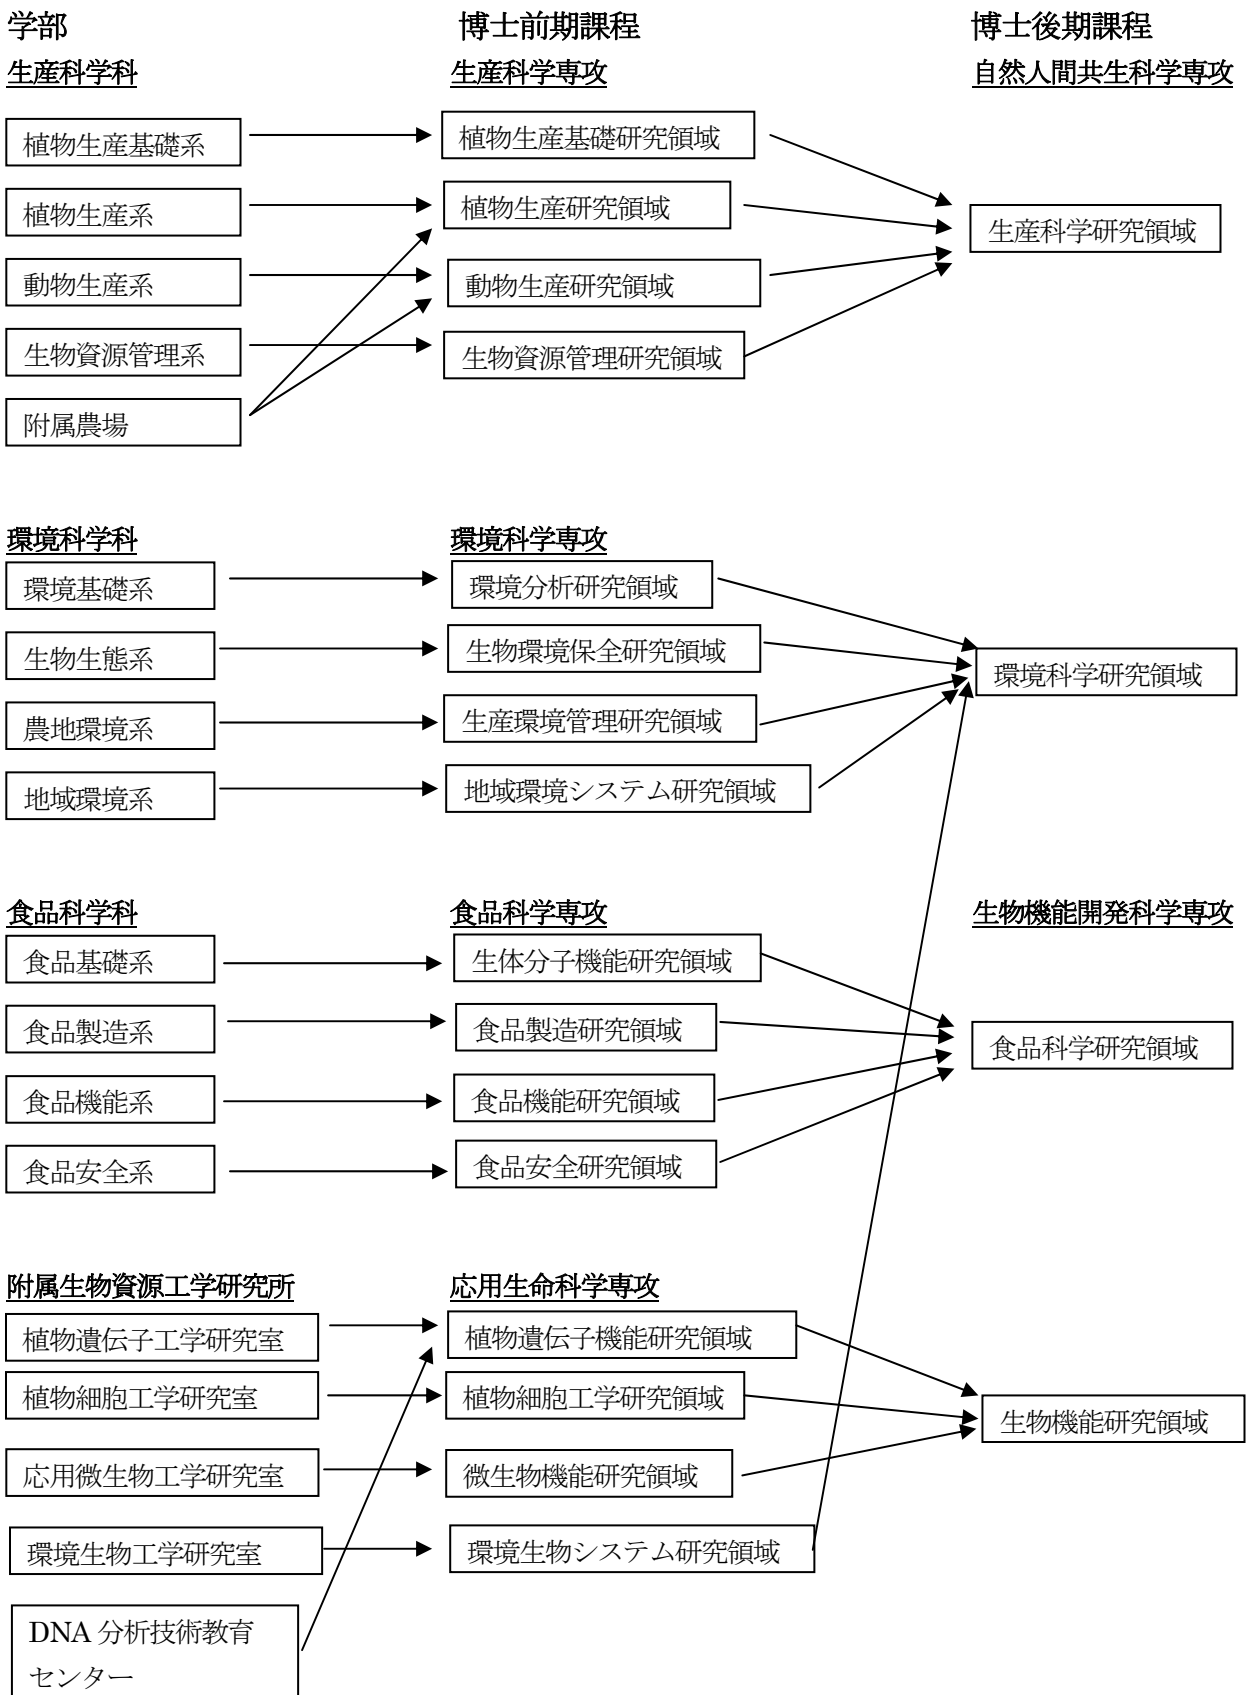 学部 博士前期課程 博士後期課程
生産科学科 生産科学専攻 自然人間共生科学専攻
植物生産基礎系 植物生産基礎研究領域
植物生産系 植物生産研究領域 生産科学研究領域
動物生産系 動物生産研究領域
生物資源管理系 生物資源管理研究領域
附属農場
環境科学科 環境科学専攻
環境基礎系 環境分析研究領域
生物生態系 生物環境保全研究領域 環境科学研究領域
農地環境系 生産環境管理研究領域
地域環境系 地域環境システム研究領域
食品科学科 食品科学専攻 生物機能開発科学専攻
食品基礎系 生体分子機能研究領域
食品製造系 食品製造研究領域 食品科学研究領域
食品機能系 食品機能研究領域
食品安全系 食品安全研究領域
附属生物資源工学研究所 応用生命科学専攻
植物遺伝子工学研究室 植物遺伝子機能研究領域
植物細胞工学研究室 植物細胞工学研究領域 生物機能研究領域
応用微生物工学研究室 微生物機能研究領域
環境生物工学研究室 環境生物システム研究領域
DNA 分析技術教育
センター